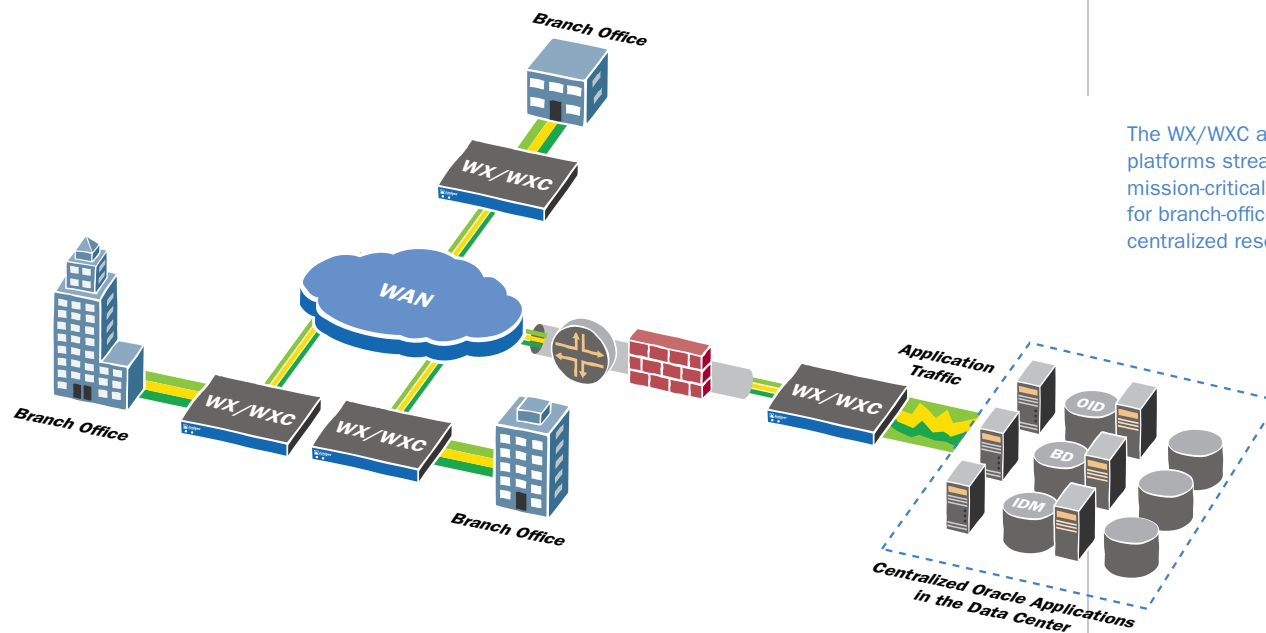 Branch Office
WX/WXC
The WX/WXC a
platforms strea
mission-critical
for branch-offic
centralized res
WAN
Application
Traffic
Branch Office
WX/WXC
WX/WXC
WX/WXC
Branch Office
OID
BD
IDM
Centralized Oracle Applications
in the Data Center